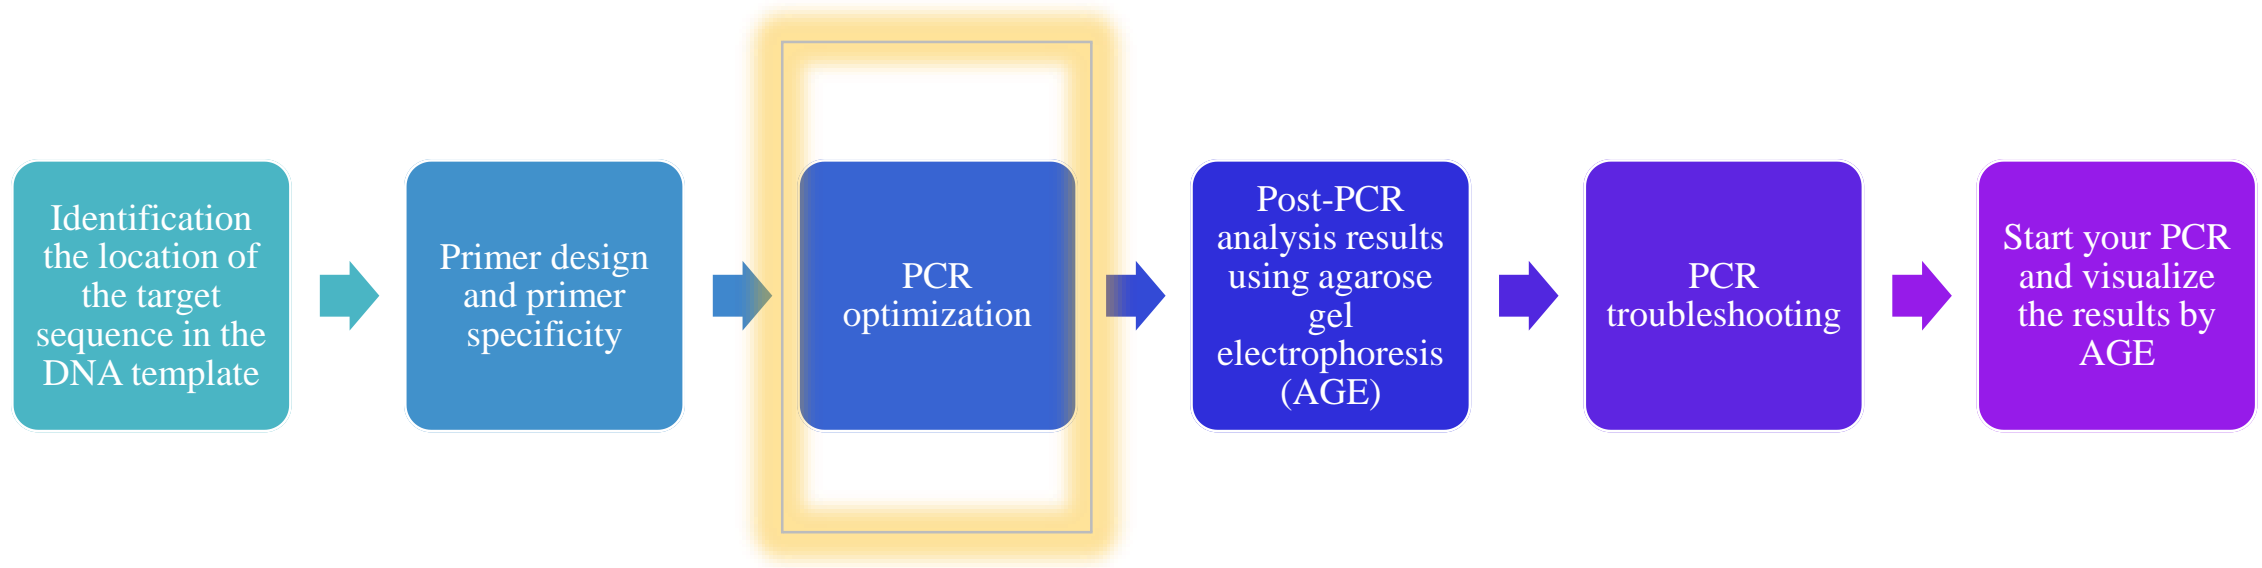 Identification
the location of
the target
sequence in the
DNA template
Primer design
and primer
specificity
PCR
optimization
Post-PCR
analysis results
using agarose
gel
electrophoresis
(AGE)
PCR
troubleshooting
Start your PCR
and visualize
the results by
AGE